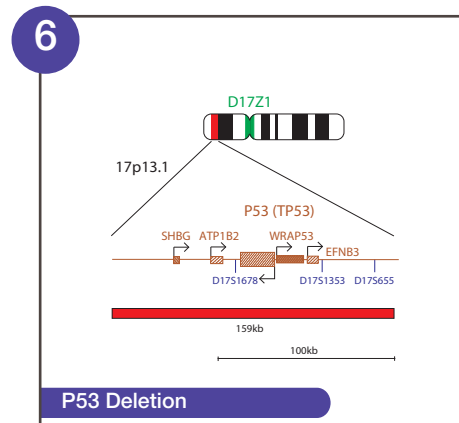 6
D17Z1
17p13.1
P53 (TP53)
SHBG ATP1B2 WRAP53
EFNB3
D17S1678 D17S1353 D17S655
159kb
100kb
P53 Deletion